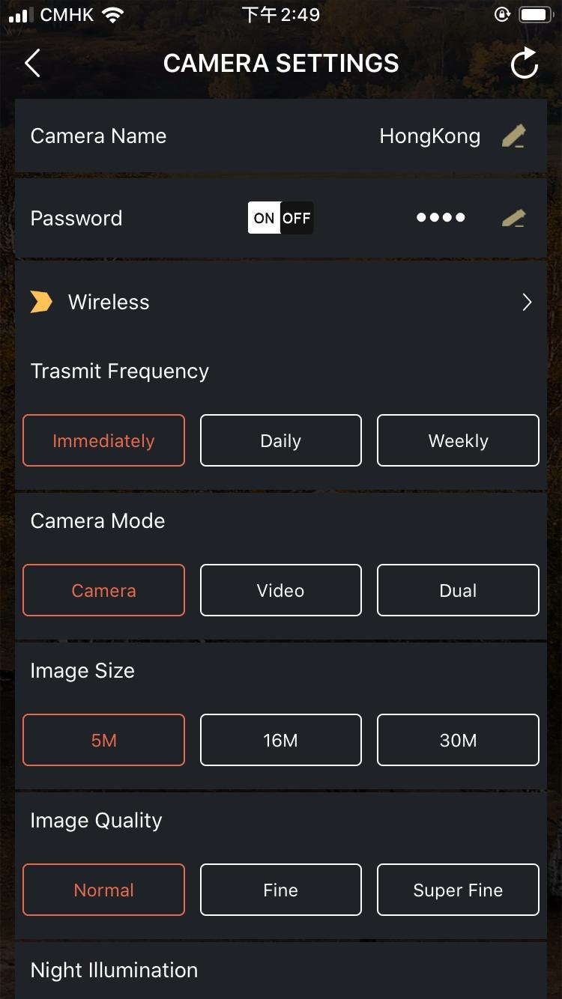 CMHK 下午2:49
CAMERA SETTINGS
Camera Name HongKong
Password ON OFF ••••
Wireless
Trasmit Frequency
Immediately Daily Weekly
Camera Mode
Camera Video Dual
Image Size
5M 16M 30M
Image Quality
Normal Fine Super Fine
Night Illumination